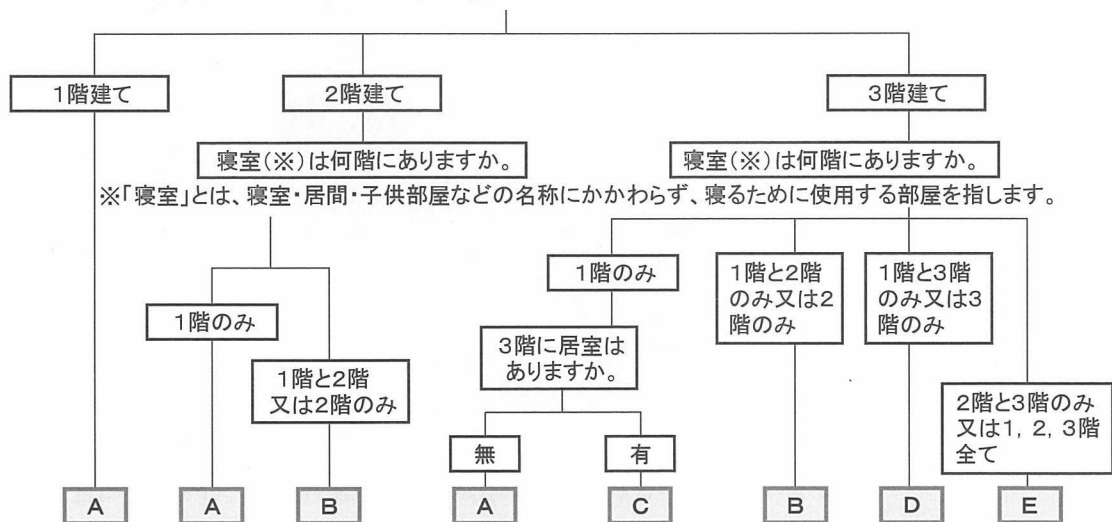 1階建て
2階建て
3階建て
寝室(※)は何階にありますか。
寝室(※)は何階にありますか。
※「寝室」とは、寝室・居間・子供部屋などの名称にかかわらず、寝るために使用する部屋を指します。
1階のみ
1階と2階
又は2階のみ
1階のみ
3階に居室は
ありますか。
無
有
1階と2階
のみ又は2
階のみ
1階と3階
のみ又は3
階のみ
2階と3階のみ
又は1,2,3階
全て
A
A
B
A
C
B
D
E